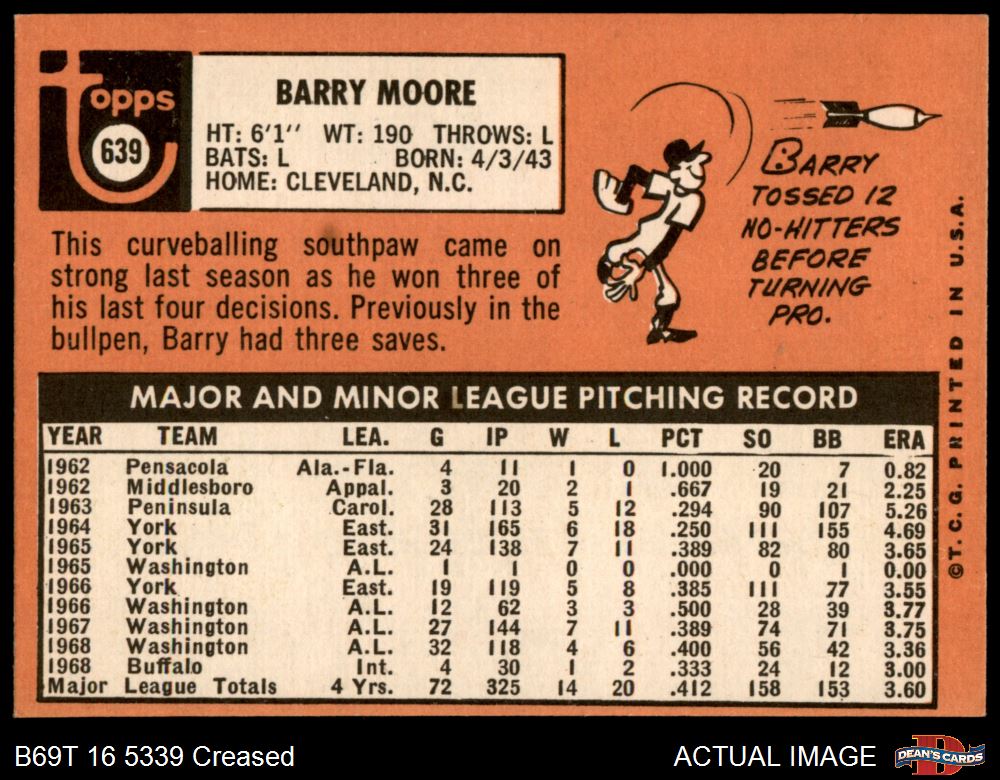 Topps
639
BARRY MOORE
HT: 6'1'' WT: 190 THROWS: L
BATS: L BORN: 4/3/43
HOME: CLEVELAND, N.C.
This curveballing southpaw came on
strong last season as he won three of
his last four decisions. Previously in the
bullpen, Barry had three saves.
BARRY
TOSSED 12
NO-HITTERS
BEFORE
TURNING
PRO.
MAJOR AND MINOR LEAGUE PITCHING RECORD
YEAR TEAM LEA. G IP W L PCT SO BB ERA
1962 Pensacola Ala.-Fla. 4 11 1 0 1.000 20 7 0.82
1962 Middlesboro Appal. 3 20 2 1 .667 19 21 2.25
1963 Peninsula Carol. 28 113 5 12 .294 90 107 5.26
1964 York East. 31 165 6 18 .250 111 155 4.69
1965 York East. 24 138 7 11 .389 82 80 3.65
1965 Washington A.L. 1 1 0 0 .000 0 1 0.00
1966 York East. 19 119 5 8 .385 111 77 3.55
1966 Washington A.L. 12 62 3 3 .500 28 39 3.77
1967 Washington A.L. 27 144 7 11 .389 74 71 3.75
1968 Washington A.L. 32 118 4 6 .400 56 42 3.36
1968 Buffalo Int. 4 30 1 2 .333 24 12 3.00
Major League Totals 4 Yrs. 72 325 14 20 .412 158 153 3.60
©T. C. G. PRINTED IN U.S.A.
B69T 16 5339 Creased
ACTUAL IMAGE
DEAN'S CARDS